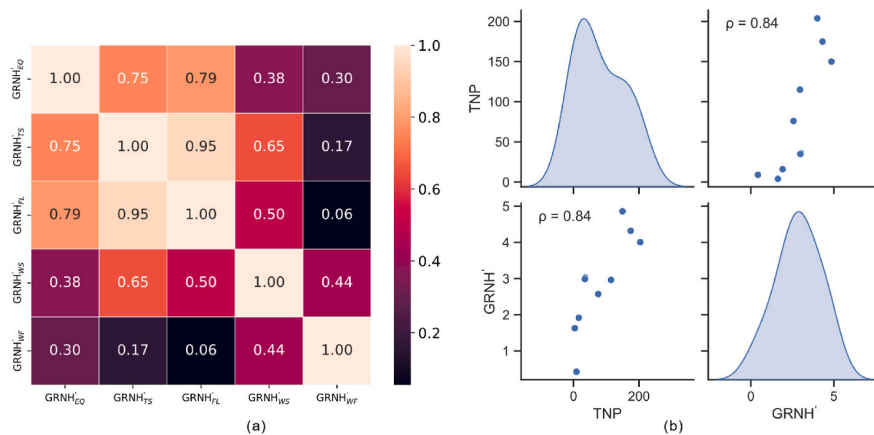 GRNH'EQ 1.00 0.75 0.79 0.38 0.30
GRNH'TS 0.75 1.00 0.95 0.65 0.17
GRNH'FL 0.79 0.95 1.00 0.50 0.06
GRNH'WS 0.38 0.65 0.50 1.00 0.44
GRNH'WF 0.30 0.17 0.06 0.44 1.00
GRNH'EQ GRNH'TS GRNH'FL GRNH'WS GRNH'WF
1.0
0.8
0.6
0.4
0.2
(a)
TNP
200
150
100
50
0
ρ = 0.84
GRNH'
5
4
3
2
1
ρ = 0.84
0 200
TNP
0 5
GRNH'
(b)